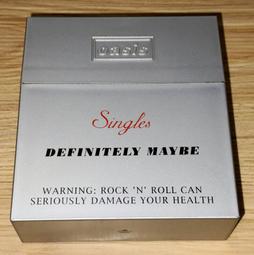 oasis
Singles
DEFINITELY MAYBE
WARNING: ROCK 'N' ROLL CAN
SERIOUSLY DAMAGE YOUR HEALTH